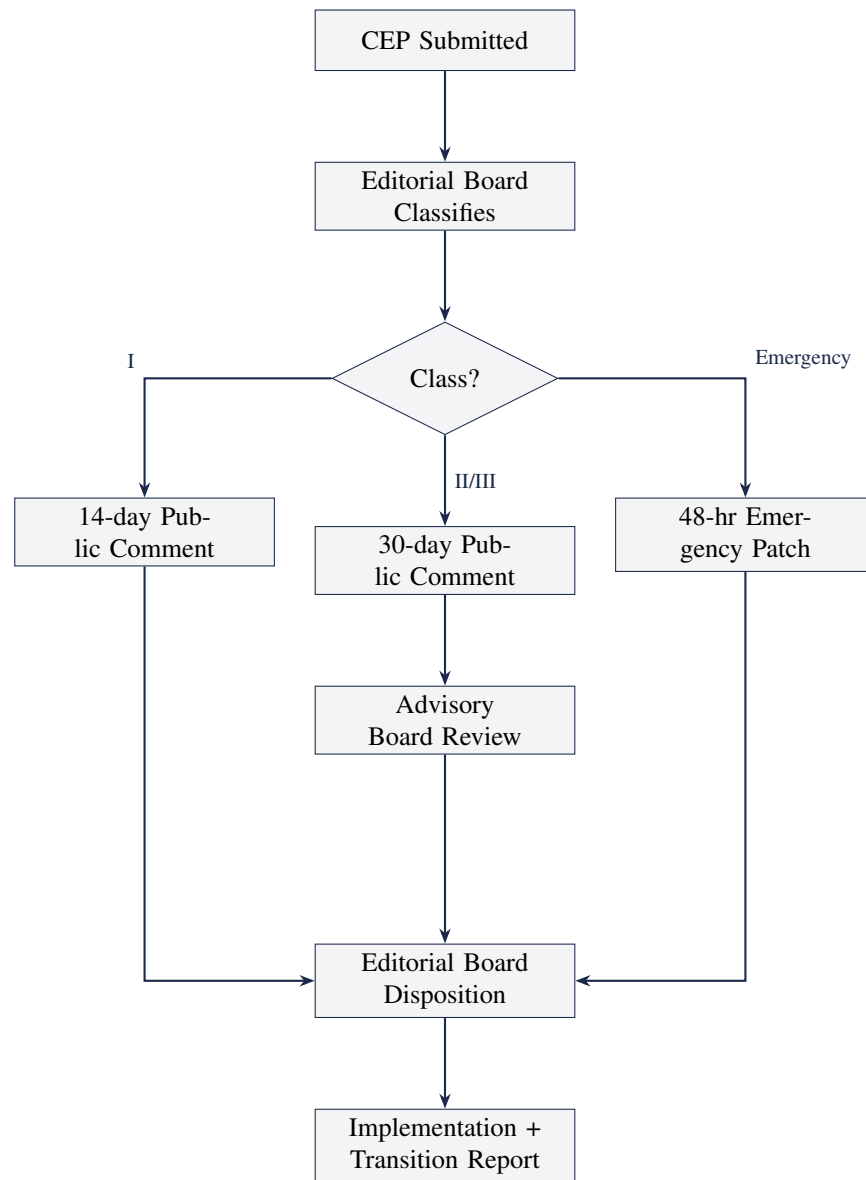 CEP Submitted
Editorial Board
Classifies
Class?
I
Emergency
II/III
14-day Pub-
lic Comment
30-day Pub-
lic Comment
48-hr Emer-
gency Patch
Advisory
Board Review
Editorial Board
Disposition
Implementation +
Transition Report